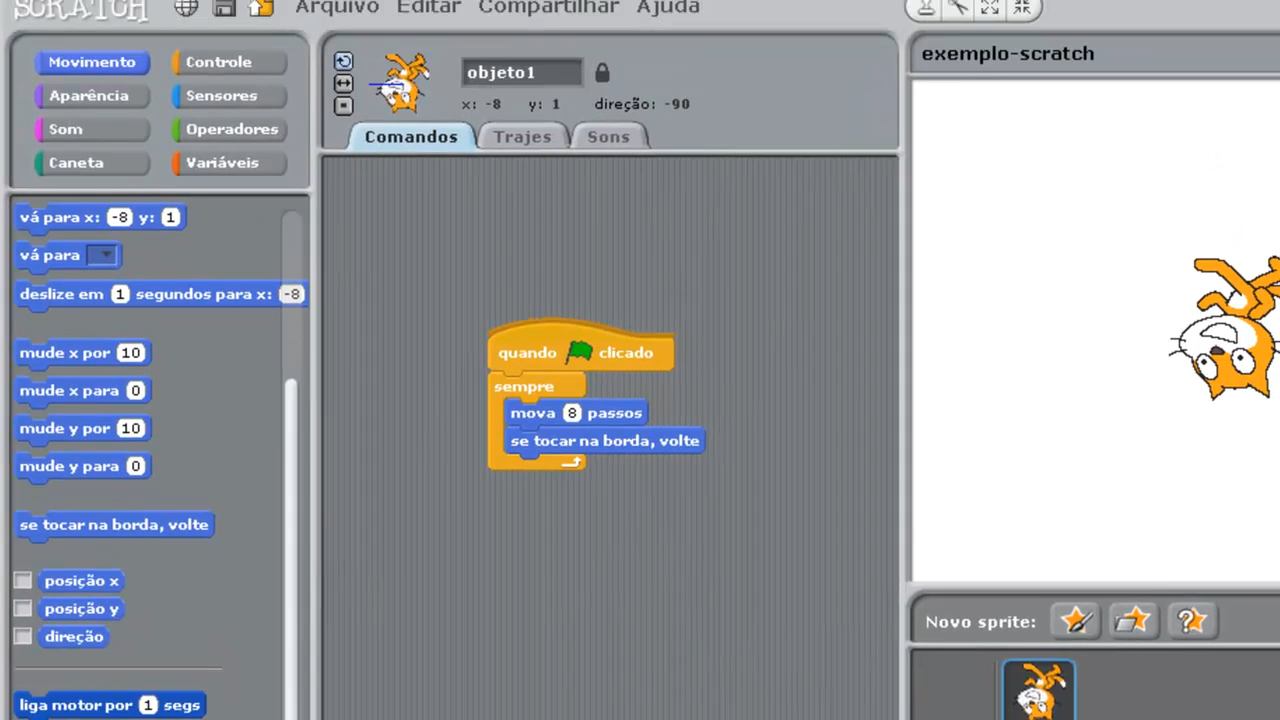 SCRATCH
Arquivo Editar Compartilhar Ajuda
Movimento
Controle
Aparência
Sensores
Som
Operadores
Caneta
Variáveis
vá para x: -8 y: 1
vá para
deslize em 1 segundos para x: -8
mude x por 10
mude x para 0
mude y por 10
mude y para 0
se tocar na borda, volte
posição x
posição y
direção
liga motor por 1 segs
objeto1
x: -8 y: 1 direção: -90
Comandos Trajes Sons
quando clicado
sempre
mova 8 passos
se tocar na borda, volte
exemplo-scratch
Novo sprite: